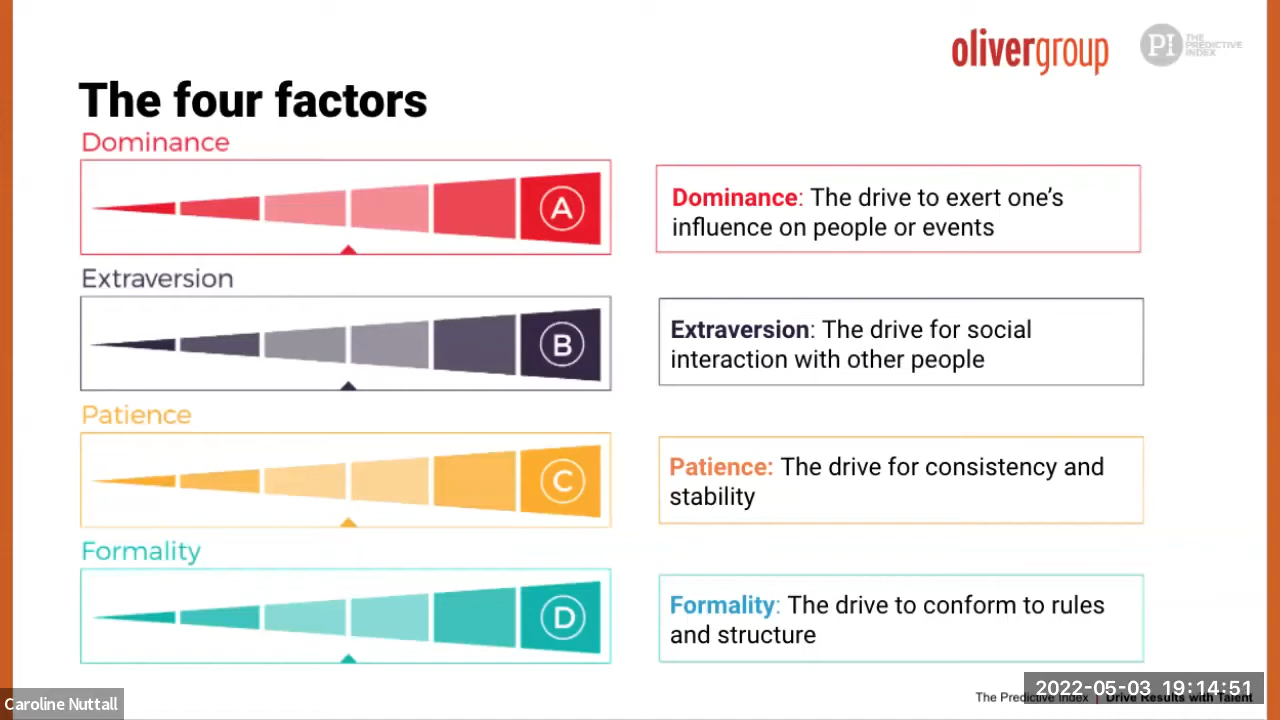 olivergroup
PI THE PREDICTIVE INDEX
The four factors
Dominance
A
Dominance: The drive to exert one's
influence on people or events
Extraversion
B
Extraversion: The drive for social
interaction with other people
Patience
C
Patience: The drive for consistency and
stability
Formality
D
Formality: The drive to conform to rules
and structure
The Predictive Index | Drive Results with Talent
2022-05-03 19:14:51
Caroline Nuttall